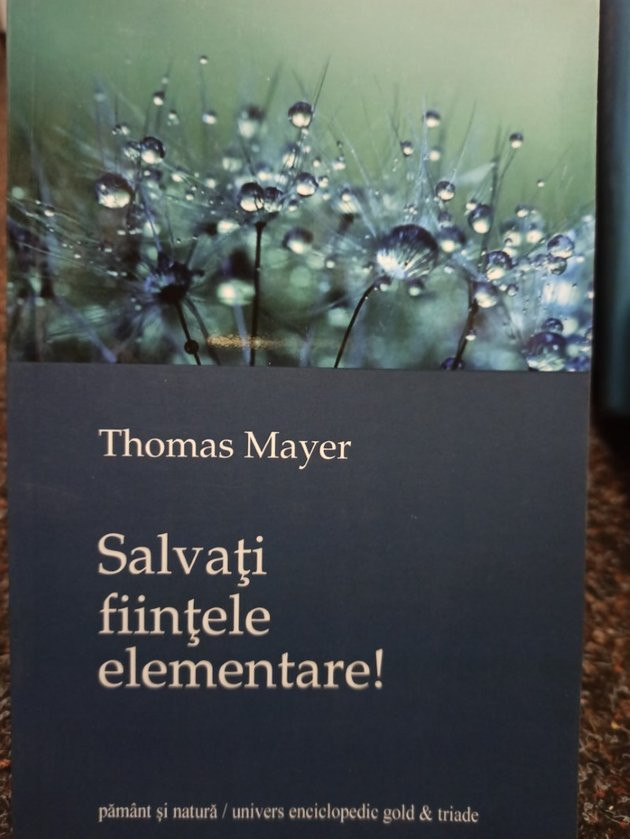 Thomas Mayer
Salvaţi
fiinţele
elementare!
pământ şi natură / univers enciclopedic gold & triade